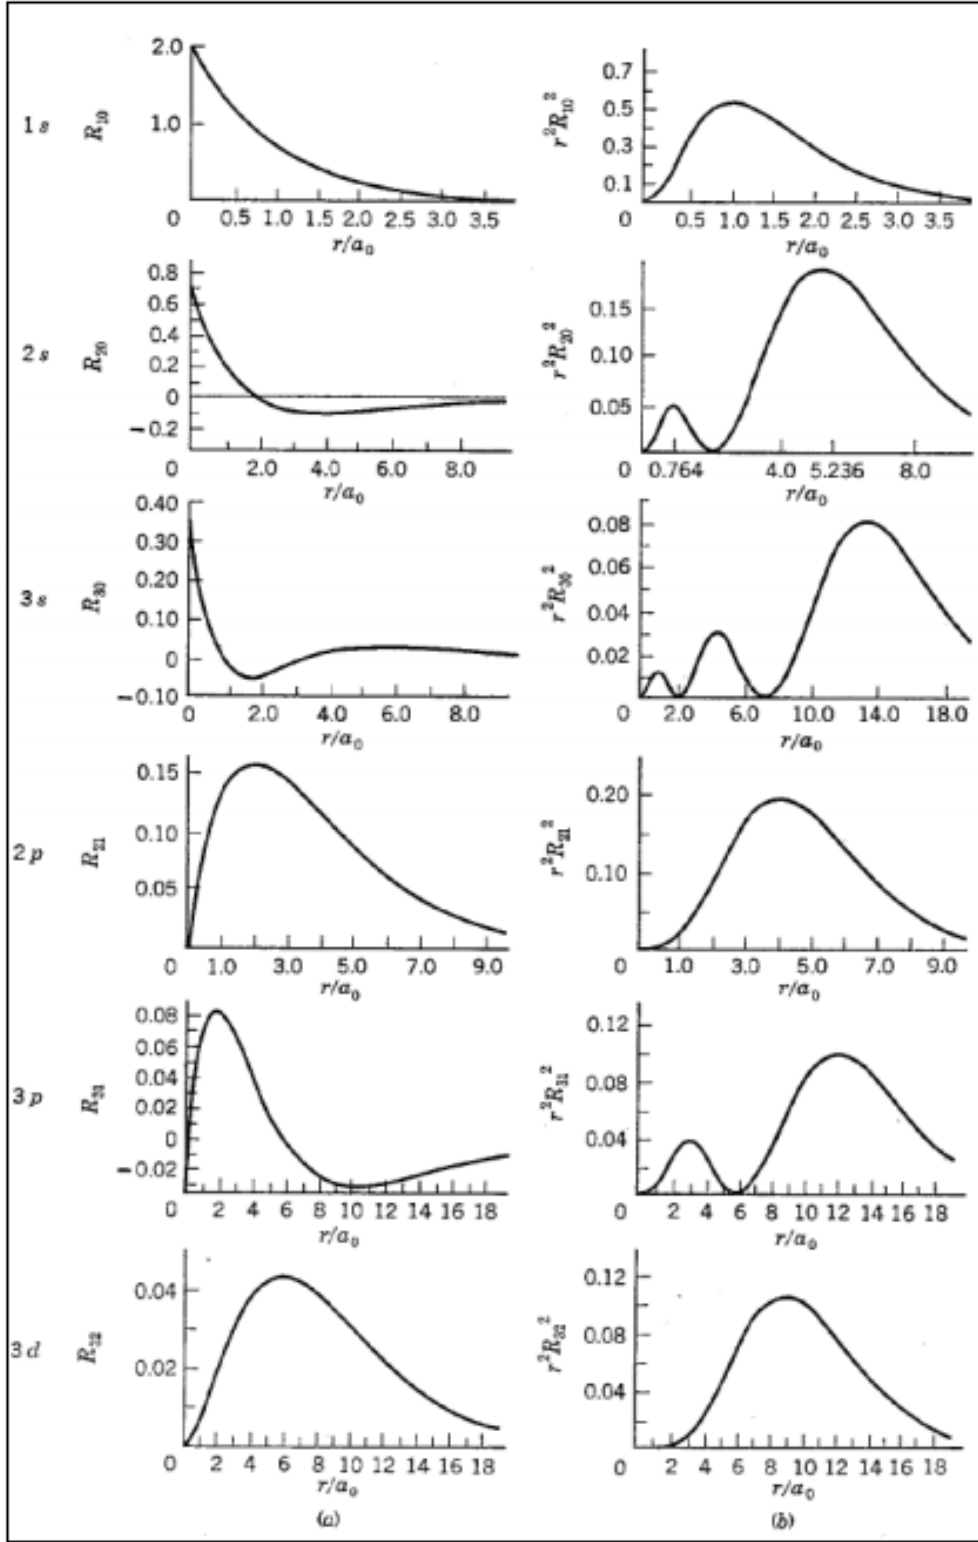 2.0
1.0
0
0.5 1.0 1.5 2.0 2.5 3.0 3.5
r/a₀
1 s
R₁₀
0.7
0.5
0.3
0.1
0
0.5 1.0 1.5 2.0 2.5 3.0 3.5
r/a₀
r²R₁₀²
0.8
0.6
0.4
0.2
0
−0.2
0
2.0 4.0 6.0 8.0
r/a₀
2 s
R₂₀
0.15
0.10
0.05
0
0.764 4.0 5.236 8.0
r/a₀
r²R₂₀²
0.40
0.30
0.20
0.10
0
−0.10
0
2.0 4.0 6.0 8.0
r/a₀
3 s
R₃₀
0.08
0.06
0.04
0.02
0
2.0 6.0 10.0 14.0 18.0
r/a₀
r²R₃₀²
0.15
0.10
0.05
0
1.0 3.0 5.0 7.0 9.0
r/a₀
2 p
R₂₁
0.20
0.10
0
1.0 3.0 5.0 7.0 9.0
r/a₀
r²R₂₁²
0.08
0.06
0.04
0.02
0
−0.02
0
2 4 6 8 10 12 14 16 18
r/a₀
3 p
R₃₁
0.12
0.08
0.04
0
2 4 6 8 10 12 14 16 18
r/a₀
r²R₃₁²
0.04
0.02
0
2 4 6 8 10 12 14 16 18
r/a₀
3 d
R₃₂
0.12
0.08
0.04
0
2 4 6 8 10 12 14 16 18
r/a₀
r²R₃₂²
(a) (b)